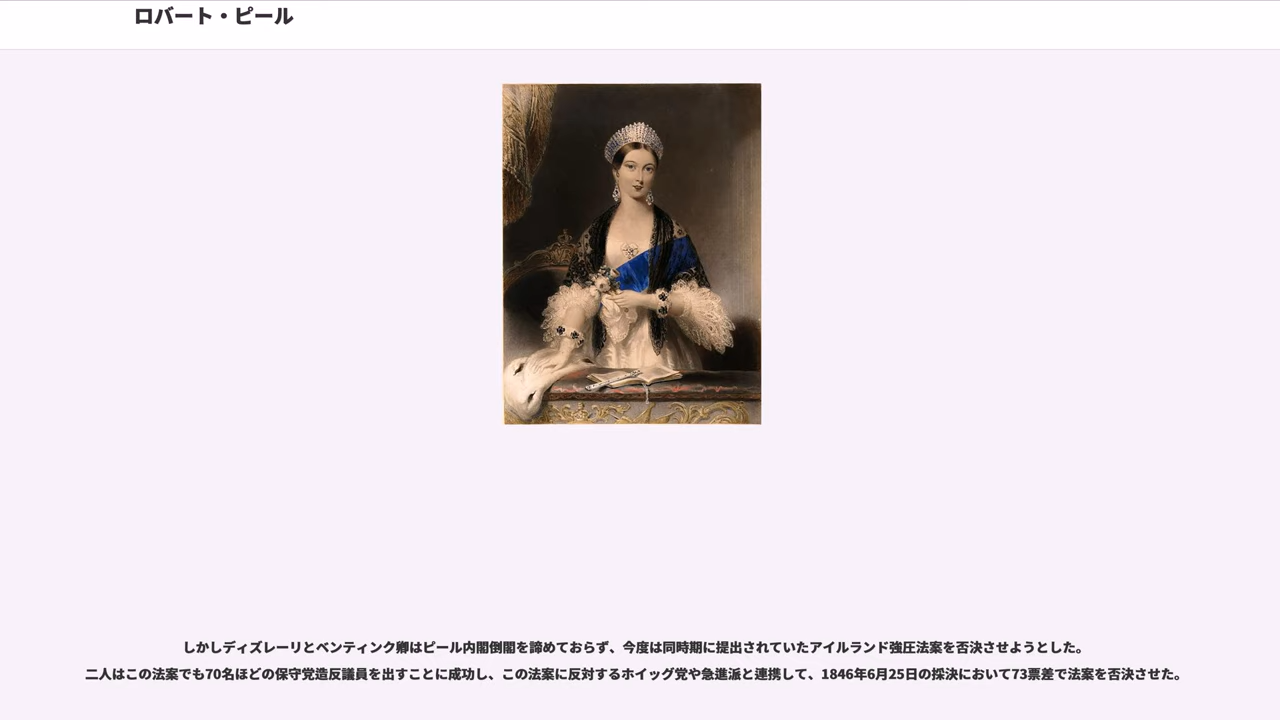 ロバート・ピール
しかしディズレーリとベンティンク卿はピール内閣倒閣を諦めておらず、今度は同時期に提出されていたアイルランド強圧法案を否決させようとした。
二人はこの法案でも70名ほどの保守党造反議員を出すことに成功し、この法案に反対するホイッグ党や急進派と連携して、1846年6月25日の採決において73票差で法案を否決させた。